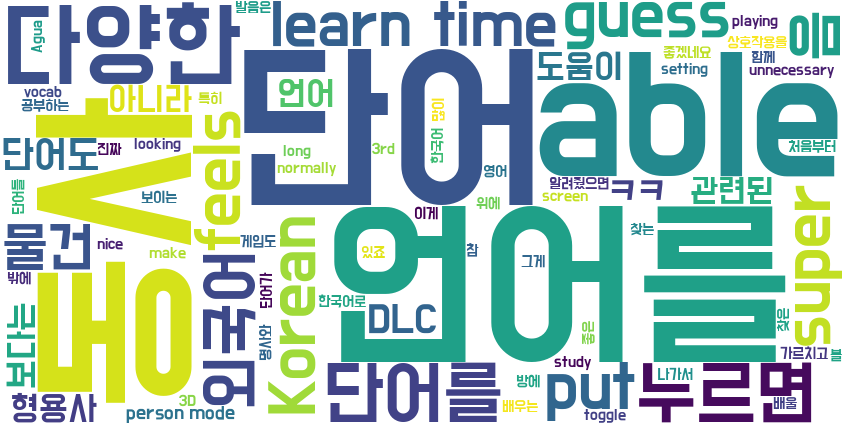 다양한
발음은
learn time
guess
playing
음
Agua
상호작용을
좋겠네요
함께
vocab
공부하는
아니라
특히
언어
단어
많이
도움이
setting
unnecessary
able
단어도
진짜
looking
feels
long
3rd
한국어
처음부터
normally
영어
알려줬으면
ㅋㅋ
관련된
단어를
보이는
위에
screen
super
언어를
이게
물건
nice
게임도
make
외국어
단어가
Korean
있죠
참
그게
찾는
밖에
동사
한국어로
DLC
좋은
찾은
보다는
명사와
study
가르치고
블
형용사
3D
person mode
단어를
방에
배우는
put
toggle
나가서
누르면
배울